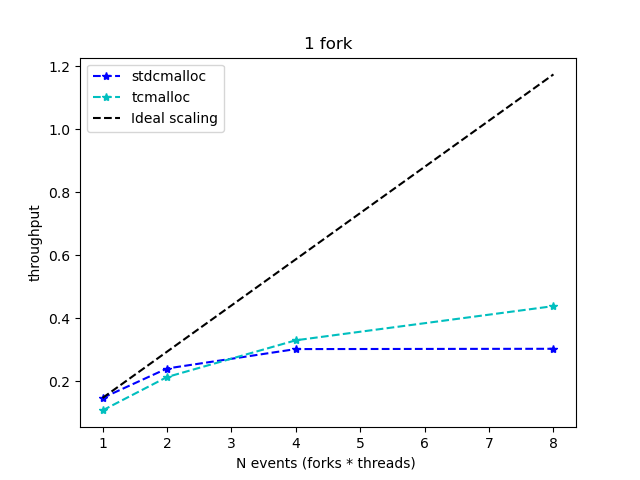 1 fork
stdcmalloc
tcmalloc
Ideal scaling
throughput
1.2
1.0
0.8
0.6
0.4
0.2
1 2 3 4 5 6 7 8
N events (forks * threads)